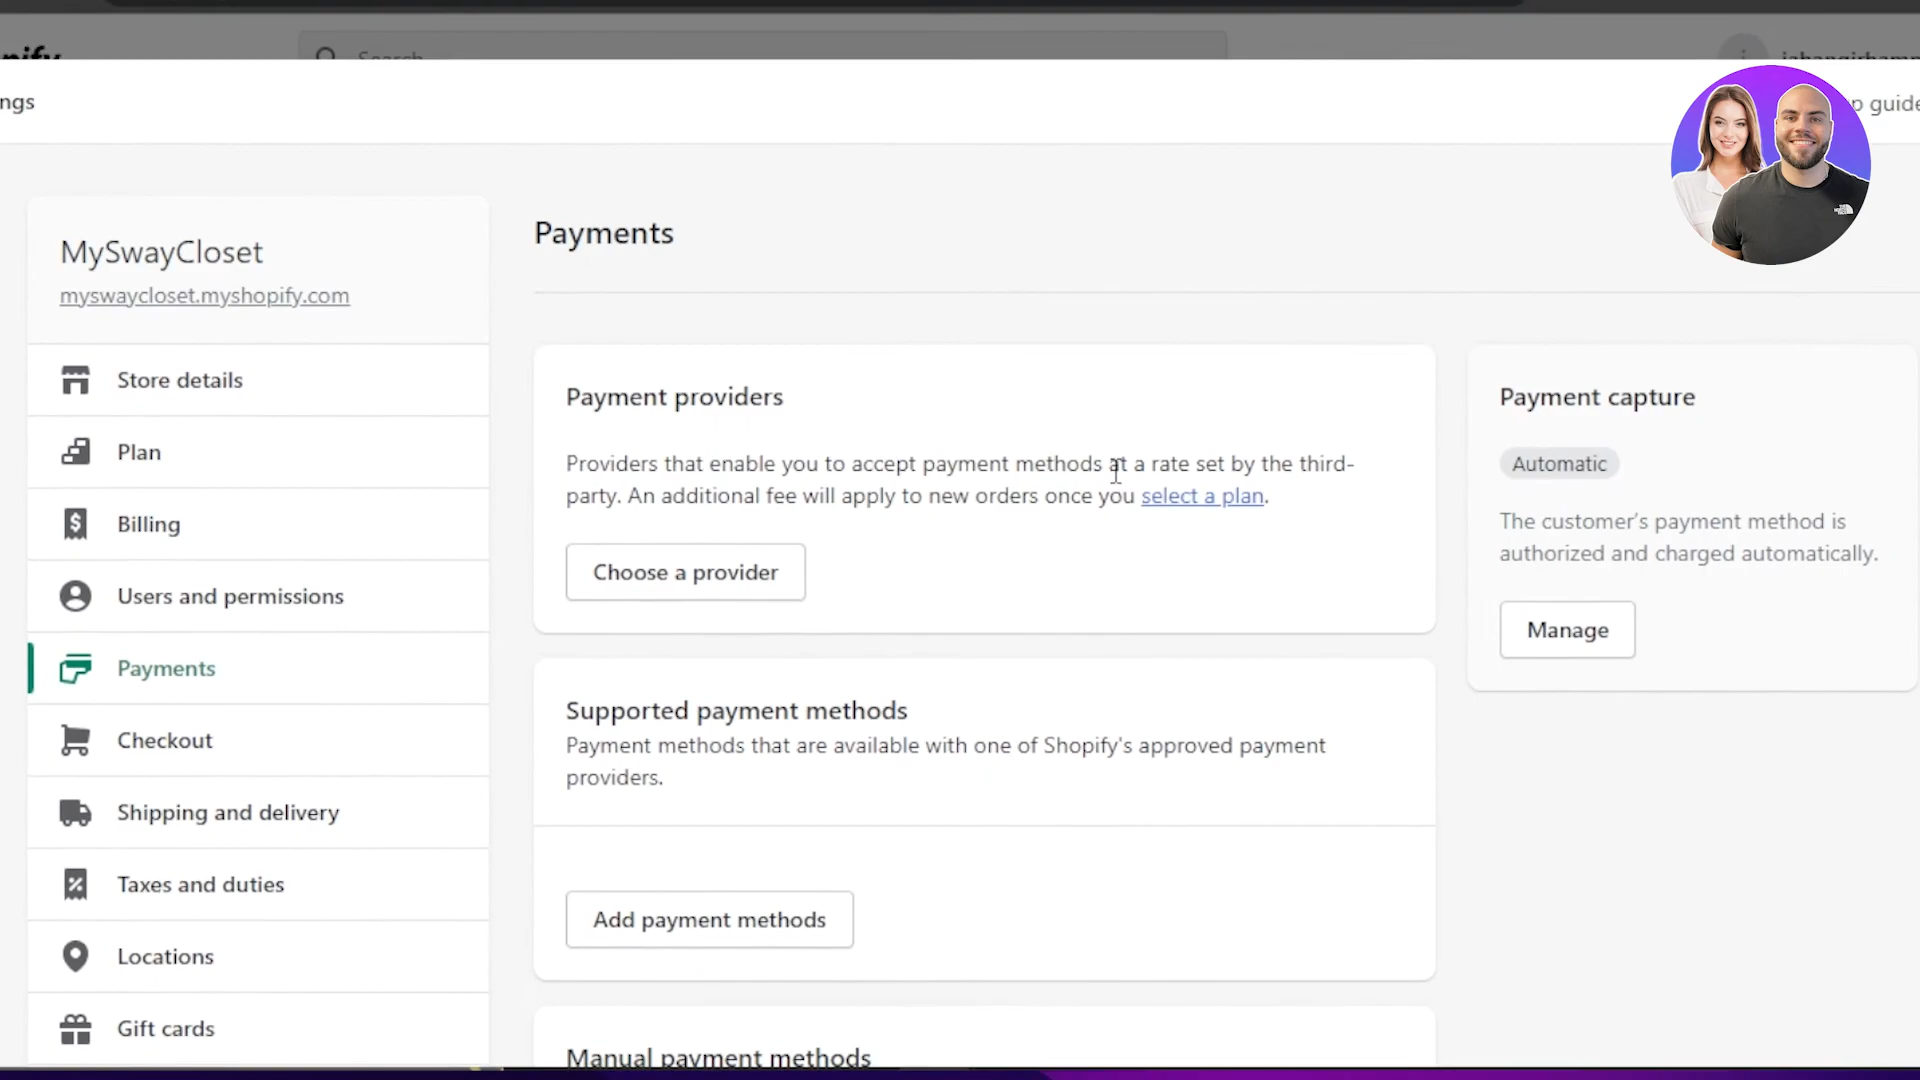 Search
ngs
p guide
MySwayCloset
myswaycloset.myshopify.com
Store details
Plan
Billing
Users and permissions
Payments
Checkout
Shipping and delivery
Taxes and duties
Locations
Gift cards
Payments
Payment providers
Providers that enable you to accept payment methods at a rate set by the third-
party. An additional fee will apply to new orders once you select a plan.
Choose a provider
Supported payment methods
Payment methods that are available with one of Shopify's approved payment
providers.
Add payment methods
Manual payment methods
Payment capture
Automatic
The customer's payment method is
authorized and charged automatically.
Manage